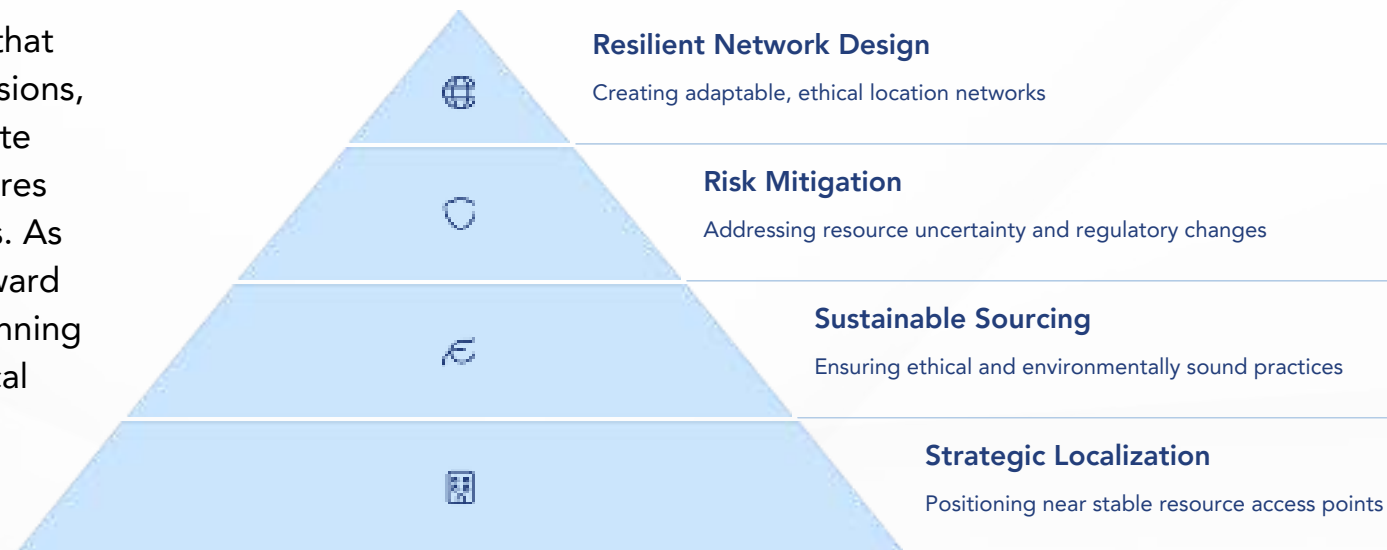 that
sions,
te
res
s. As
vard
nning
cal
Resilient Network Design
Creating adaptable, ethical location networks
Risk Mitigation
Addressing resource uncertainty and regulatory changes
Sustainable Sourcing
Ensuring ethical and environmentally sound practices
Strategic Localization
Positioning near stable resource access points